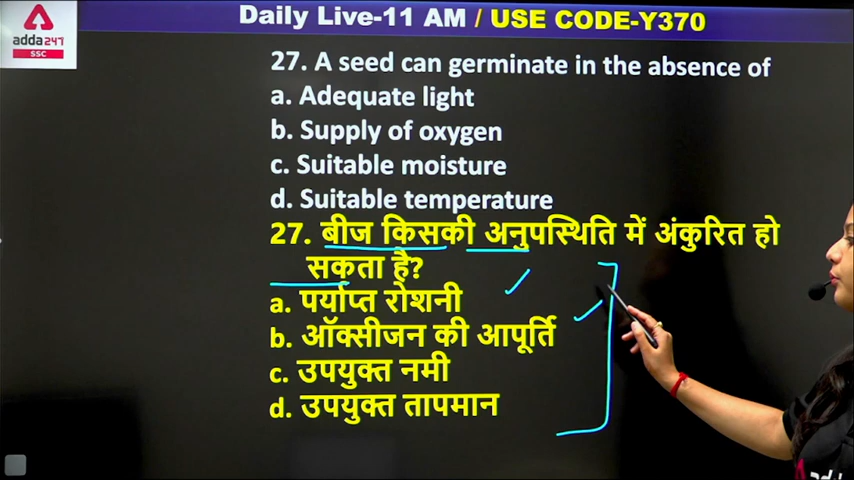 Daily Live-11 AM / USE CODE-Y370
adda247
SSC
27. A seed can germinate in the absence of
a. Adequate light
b. Supply of oxygen
c. Suitable moisture
d. Suitable temperature
27. बीज किसकी अनुपस्थिति में अंकुरित हो
सकता है?
a. पर्याप्त रोशनी
b. ऑक्सीजन की आपूर्ति
c. उपयुक्त नमी
d. उपयुक्त तापमान